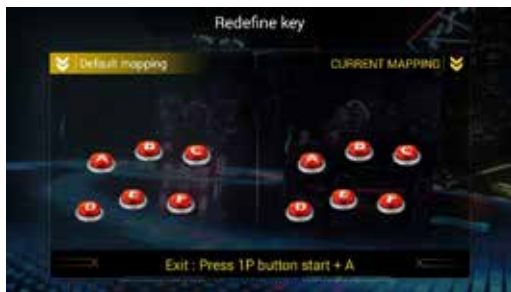 Redefine key
Default mapping
CURRENT MAPPING
A B C
D E F
A B C
D E F
Exit : Press 1P button start + A